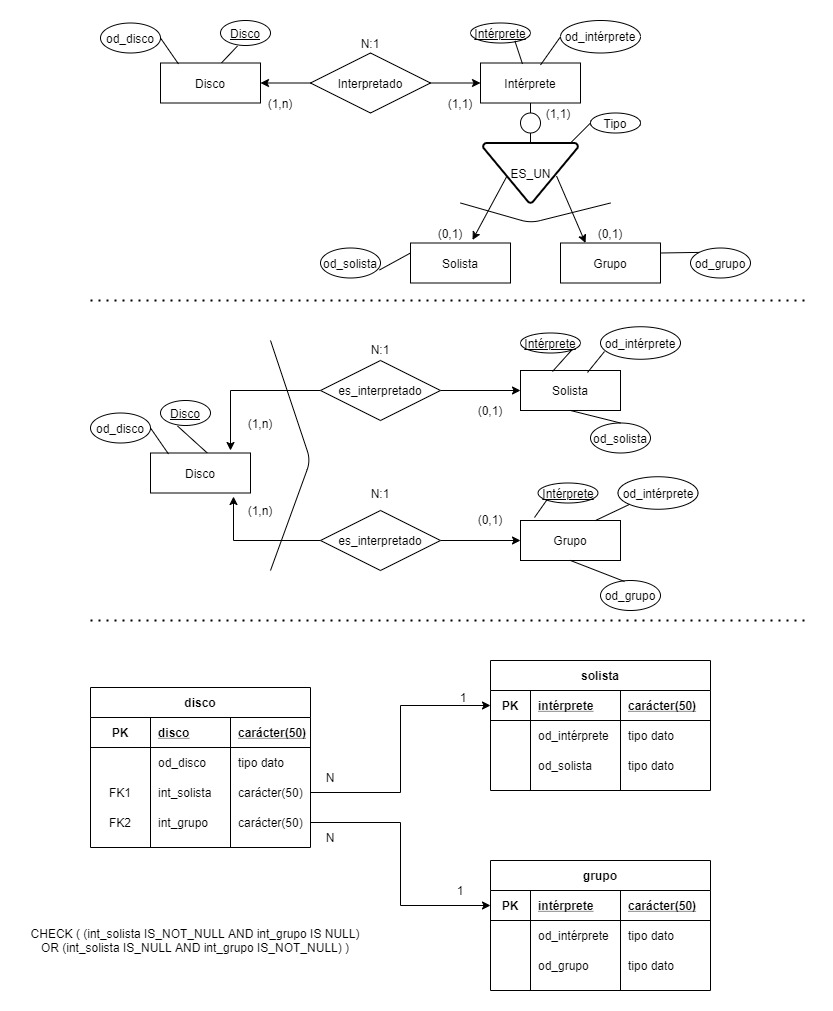 od_disco
Disco
N:1
Intérprete
od_intérprete
Disco
Interpretado
Intérprete
(1,n)
(1,1)
(1,1)
Tipo
ES_UN
(0,1)
(0,1)
od_solista
Solista
Grupo
od_grupo
N:1
Intérprete
od_intérprete
es_interpretado
Solista
od_disco
Disco
(1,n)
(0,1)
od_solista
Disco
N:1
Intérprete
od_intérprete
(1,n)
(0,1)
es_interpretado
Grupo
od_grupo
disco
PK disco carácter(50)
od_disco tipo dato
FK1 int_solista carácter(50)
FK2 int_grupo carácter(50)
N
N
1
1
solista
PK intérprete carácter(50)
od_intérprete tipo dato
od_solista tipo dato
grupo
PK intérprete carácter(50)
od_intérprete tipo dato
od_grupo tipo dato
CHECK ( (int_solista IS_NOT_NULL AND int_grupo IS NULL)
OR (int_solista IS_NULL AND int_grupo IS_NOT_NULL) )